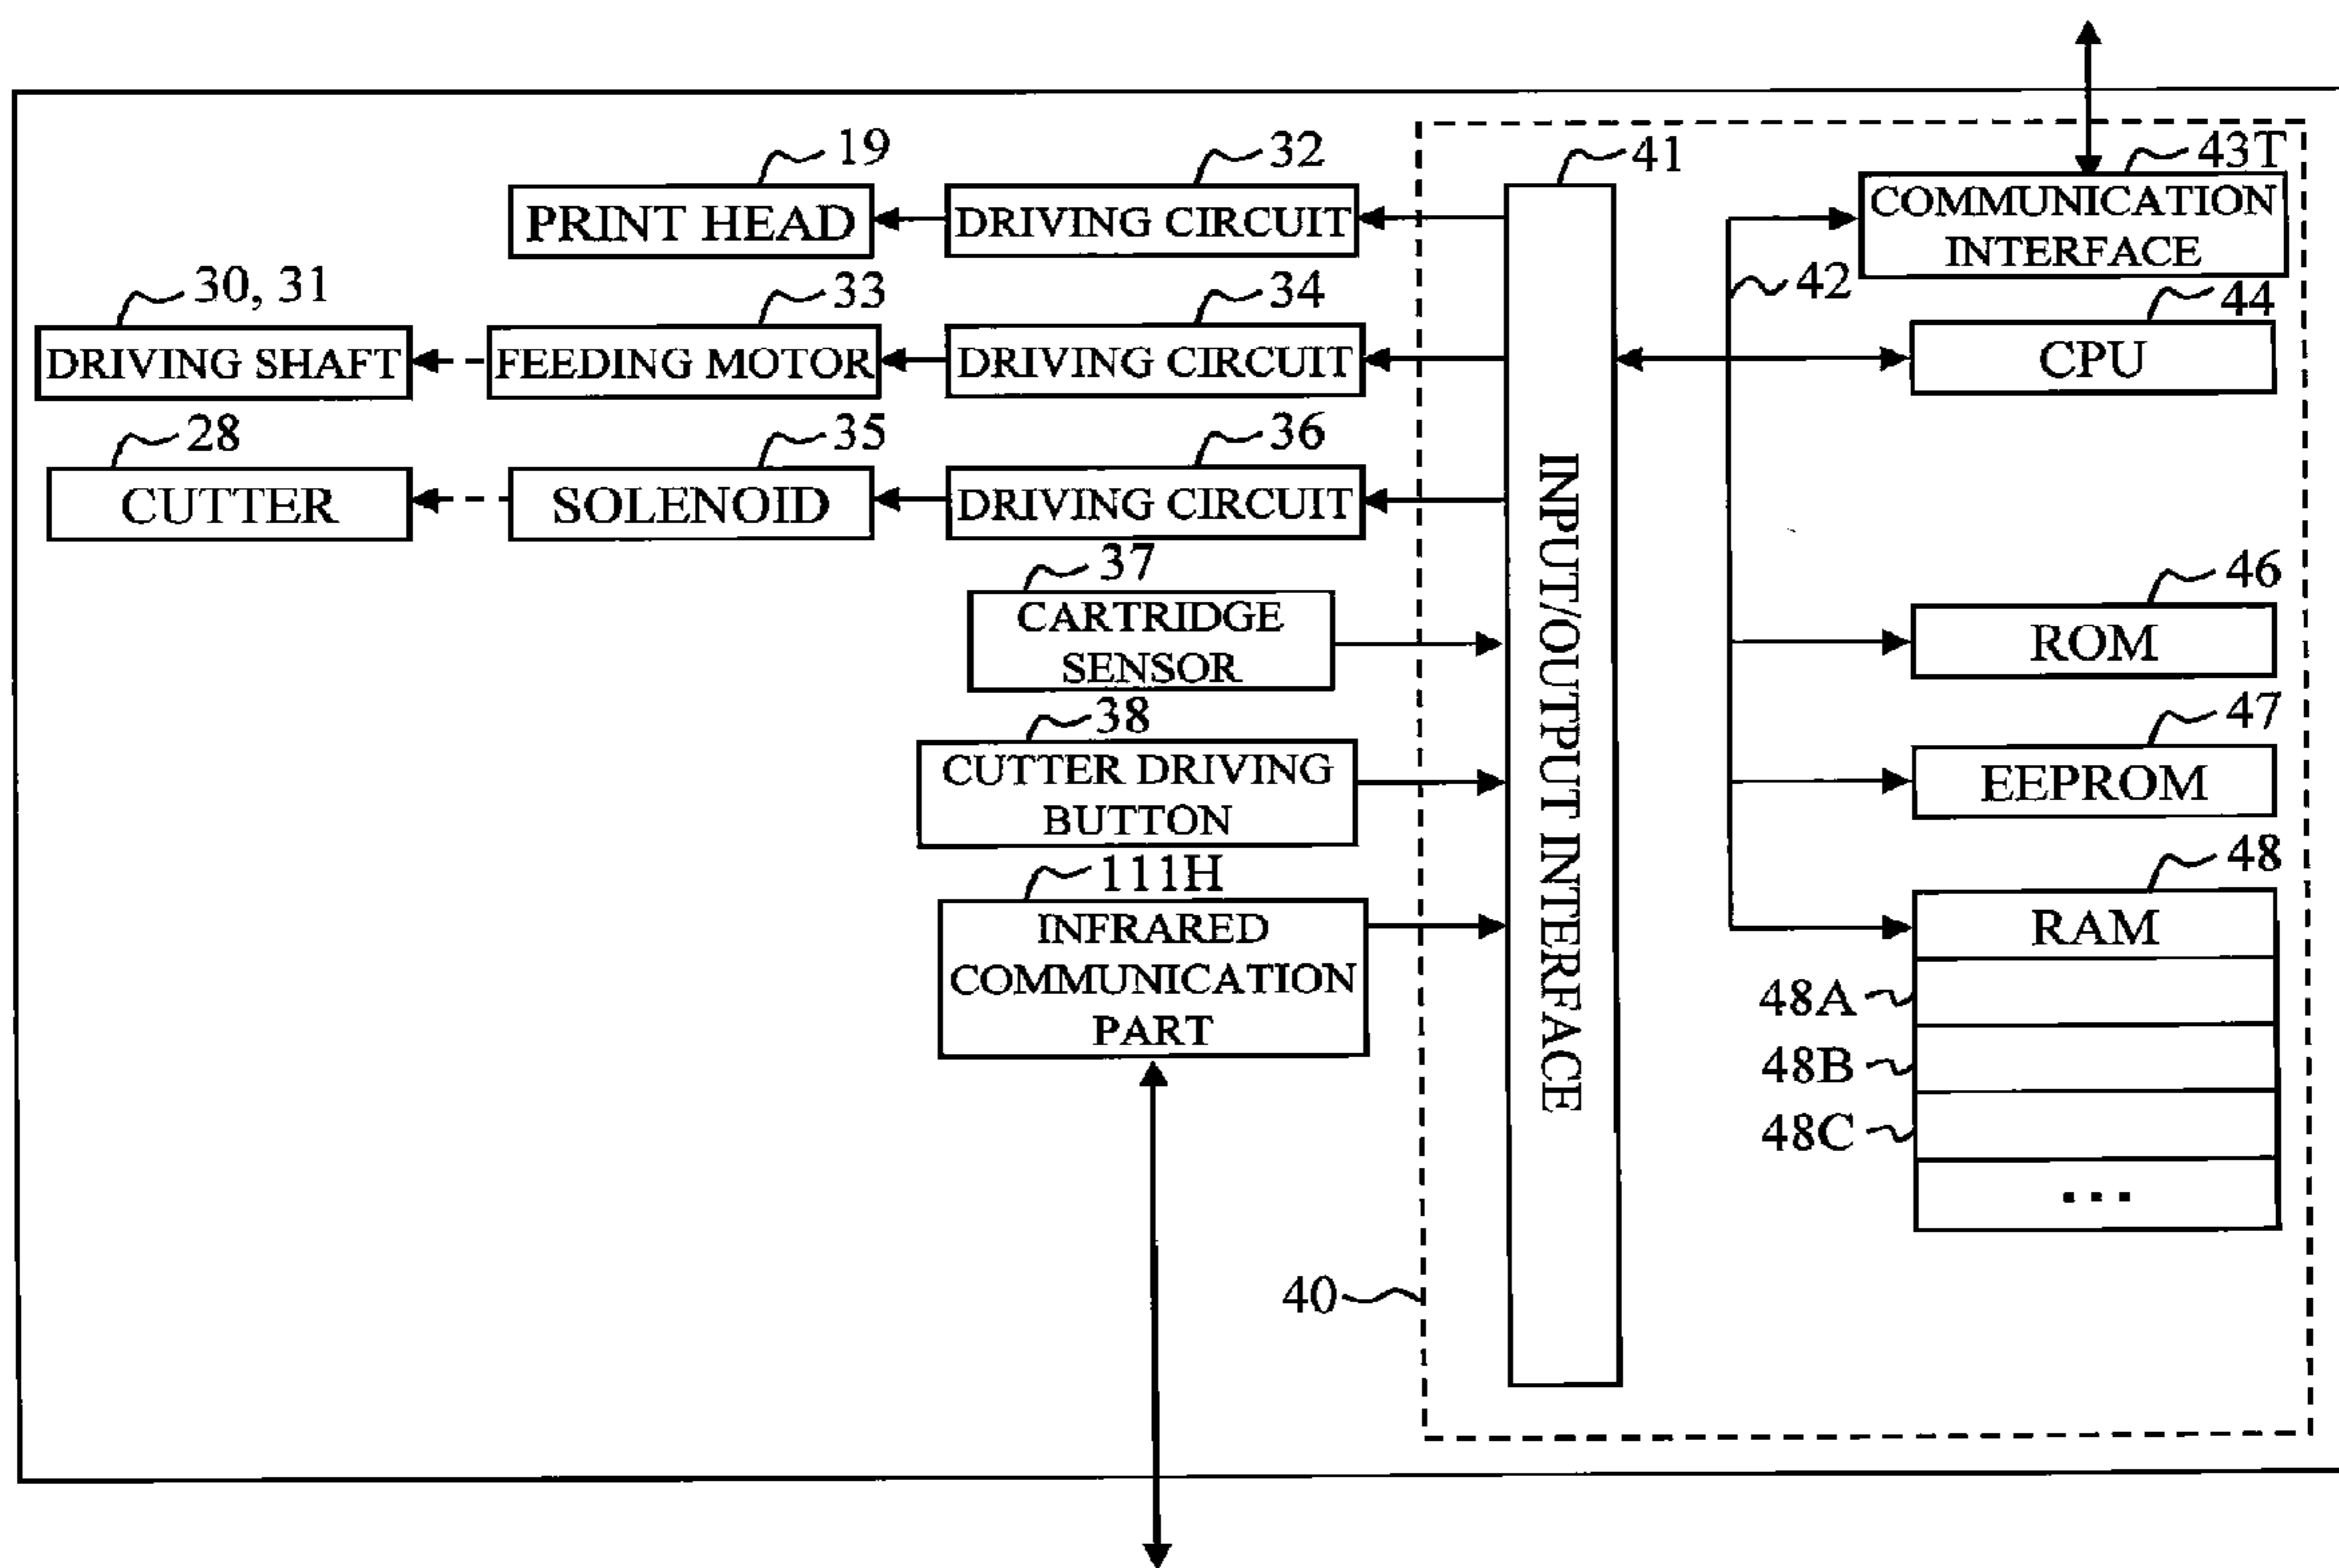 19
32
41
43T
PRINT HEAD
DRIVING CIRCUIT
COMMUNICATION
INTERFACE
30, 31
33
34
42
44
DRIVING SHAFT
FEEDING MOTOR
DRIVING CIRCUIT
CPU
28
35
36
CUTTER
SOLENOID
DRIVING CIRCUIT
INPUT/OUTPUT INTERFACE
37
46
CARTRIDGE
SENSOR
ROM
38
47
CUTTER DRIVING
BUTTON
EEPROM
111H
48
INFRARED
COMMUNICATION
PART
RAM
48A
48B
48C
...
40